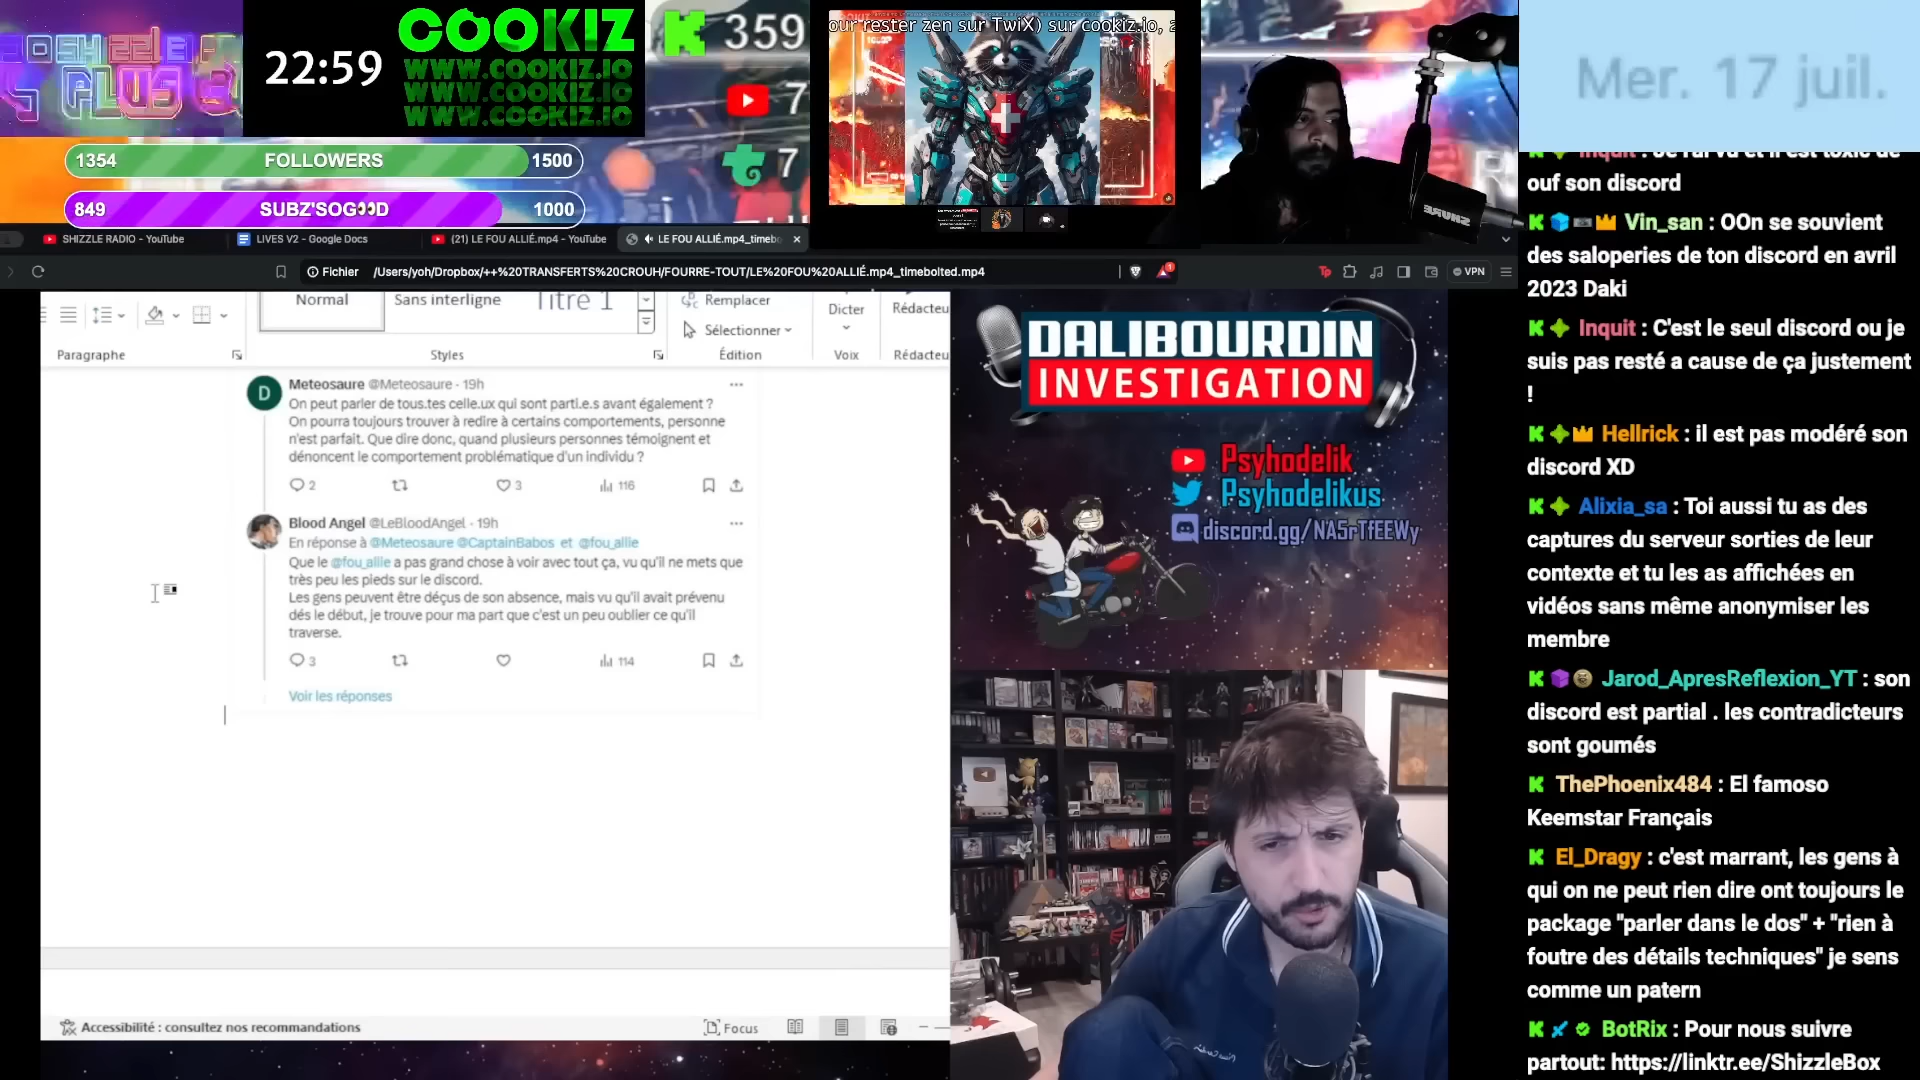 22:59
COOKIZ
WWW.COOKIZ.IO
WWW.COOKIZ.IO
WWW.COOKIZ.IO
359
7
7
1354 FOLLOWERS 1500
849 SUBZ'SOG👀D 1000
our rester zen sur TwiX) sur cookiz.io, a
Mer. 17 juil.
SHIZZLE RADIO - YouTube
LIVES V2 - Google Docs
(21) LE FOU ALLIÉ.mp4 - YouTube
LE FOU ALLIÉ.mp4_timebo
Fichier /Users/yoh/Dropbox/++%20TRANSFERTS%20CROUH/FOURRE-TOUT/LE%20FOU%20ALLIÉ.mp4_timebolted.mp4
VPN
Normal
Sans interligne
Titre 1
Remplacer
Sélectionner
Dicter
Rédacteu
Paragraphe
Styles
Édition
Voix
Rédacteu
Meteosaure @Meteosaure · 19h
On peut parler de tous.tes celle.ux qui sont parti.e.s avant également ?
On pourra toujours trouver à redire à certains comportements, personne
n'est parfait. Que dire donc, quand plusieurs personnes témoignent et
dénoncent le comportement problématique d'un individu ?
2
3
116
Blood Angel @LeBloodAngel · 19h
En réponse à @Meteosaure @CaptainBabos et @fou_allie
Que le @fou_allie a pas grand chose à voir avec tout ça, vu qu'il ne mets que
très peu les pieds sur le discord.
Les gens peuvent être déçus de son absence, mais vu qu'il avait prévenu
dés le début, je trouve pour ma part que c'est un peu oublier ce qu'il
traverse.
3
114
Voir les réponses
Accessibilité : consultez nos recommandations
Focus
DALIBOURDIN
INVESTIGATION
Psyhodelik
Psyhodelikus
discord.gg/NA5rTfEEWy
SHURE
Inquit : Je l'ai vu et il est toxic de
ouf son discord
Vin_san : OOn se souvient
des saloperies de ton discord en avril
2023 Daki
Inquit : C'est le seul discord ou je
suis pas resté a cause de ça justement
!
Hellrick : il est pas modéré son
discord XD
Alixia_sa : Toi aussi tu as des
captures du serveur sorties de leur
contexte et tu les as affichées en
vidéos sans même anonymiser les
membre
Jarod_ApresReflexion_YT : son
discord est partial . les contradicteurs
sont goumés
ThePhoenix484 : El famoso
Keemstar Français
El_Dragy : c'est marrant, les gens à
qui on ne peut rien dire ont toujours le
package "parler dans le dos" + "rien à
foutre des détails techniques" je sens
comme un patern
BotRix : Pour nous suivre
partout: https://linktr.ee/ShizzleBox